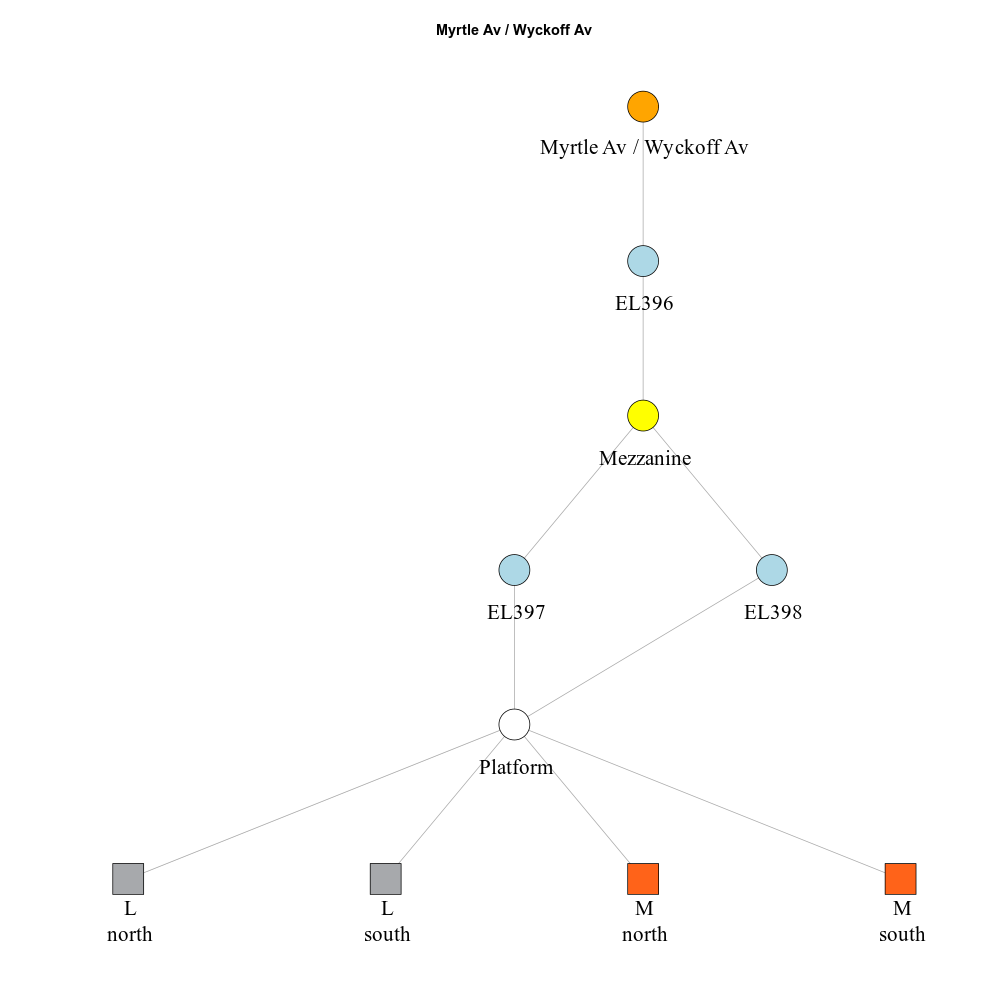 Myrtle Av / Wyckoff Av
Myrtle Av / Wyckoff Av
EL396
Mezzanine
EL397
EL398
Platform
L
north
L
south
M
north
M
south